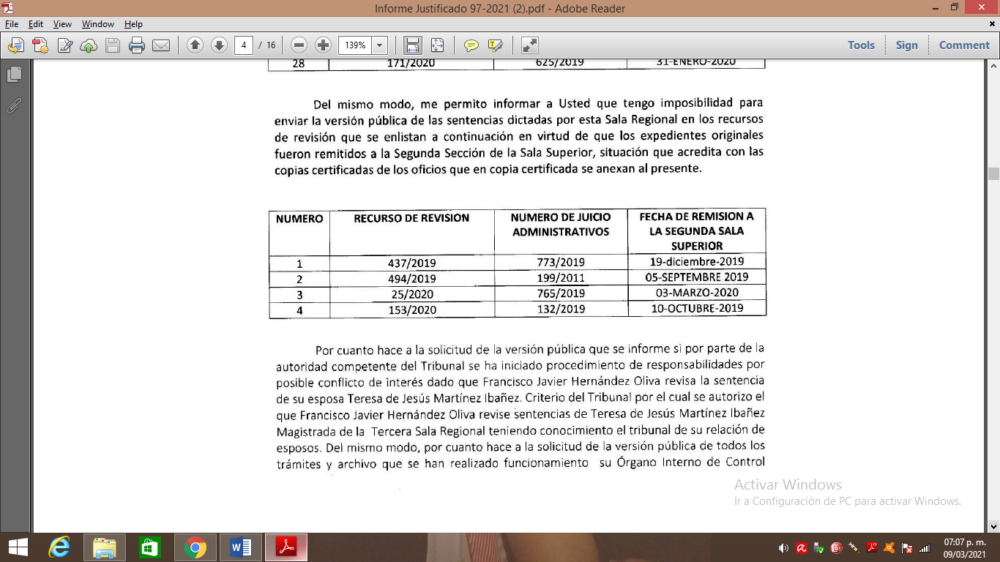 Informe Justificado 97-2021 (2).pdf - Adobe Reader
File Edit View Window Help
4 / 16 139% Tools Sign Comment
28 171/2020 625/2019 31-ENERO-2020
Del mismo modo, me permito informar a Usted que tengo imposibilidad para
enviar la versión pública de las sentencias dictadas por esta Sala Regional en los recursos
de revisión que se enlistan a continuación en virtud de que los expedientes originales
fueron remitidos a la Segunda Sección de la Sala Superior, situación que acredita con las
copias certificadas de los oficios que en copia certificada se anexan al presente.
NUMERO RECURSO DE REVISION NUMERO DE JUICIO FECHA DE REMISION A
ADMINISTRATIVOS LA SEGUNDA SALA
SUPERIOR
1 437/2019 773/2019 19-diciembre-2019
2 494/2019 199/2011 05-SEPTEMBRE 2019
3 25/2020 765/2019 03-MARZO-2020
4 153/2020 132/2019 10-OCTUBRE-2019
Por cuanto hace a la solicitud de la versión pública que se informe si por parte de la
autoridad competente del Tribunal se ha iniciado procedimiento de responsabilidades por
posible conflicto de interés dado que Francisco Javier Hernández Oliva revisa la sentencia
de su esposa Teresa de Jesús Martínez Ibañez. Criterio del Tribunal por el cual se autorizo el
que Francisco Javier Hernández Oliva revise sentencias de Teresa de Jesús Martínez Ibañez
Magistrada de la Tercera Sala Regional teniendo conocimiento el tribunal de su relación de
esposos. Del mismo modo, por cuanto hace a la solicitud de la versión pública de todos los
trámites y archivo que se han realizado funcionamiento su Órgano Interno de Control
Activar Windows
Ir a Configuración de PC para activar Windows.
07:07 p. m.
09/03/2021